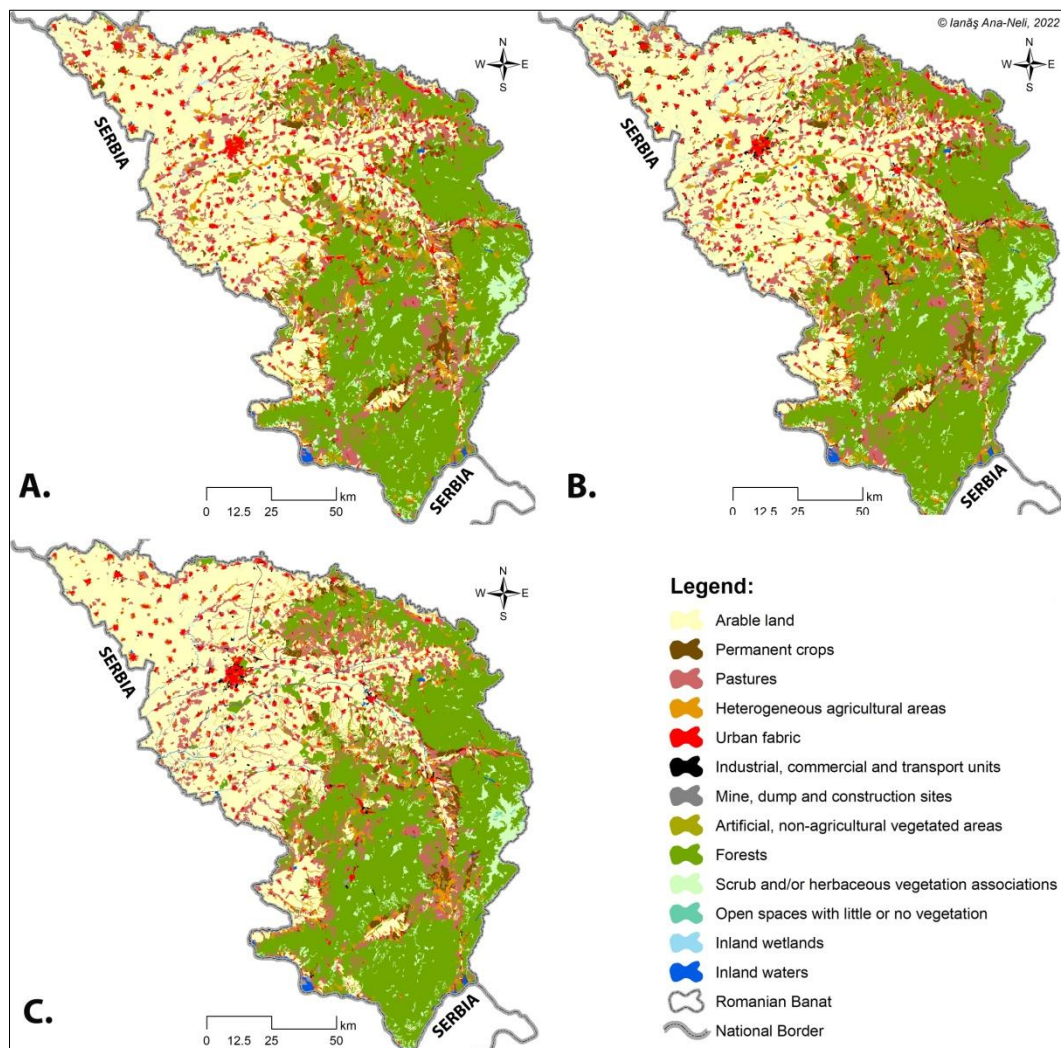 © Ianăş Ana-Neli, 2022
N
W E
S
SERBIA
SERBIA
A.
0 12.5 25 50
km
N
W E
S
SERBIA
SERBIA
B.
0 12.5 25 50
km
N
W E
S
SERBIA
SERBIA
C.
0 12.5 25 50
km
Legend:
Arable land
Permanent crops
Pastures
Heterogeneous agricultural areas
Urban fabric
Industrial, commercial and transport units
Mine, dump and construction sites
Artificial, non-agricultural vegetated areas
Forests
Scrub and/or herbaceous vegetation associations
Open spaces with little or no vegetation
Inland wetlands
Inland waters
Romanian Banat
National Border